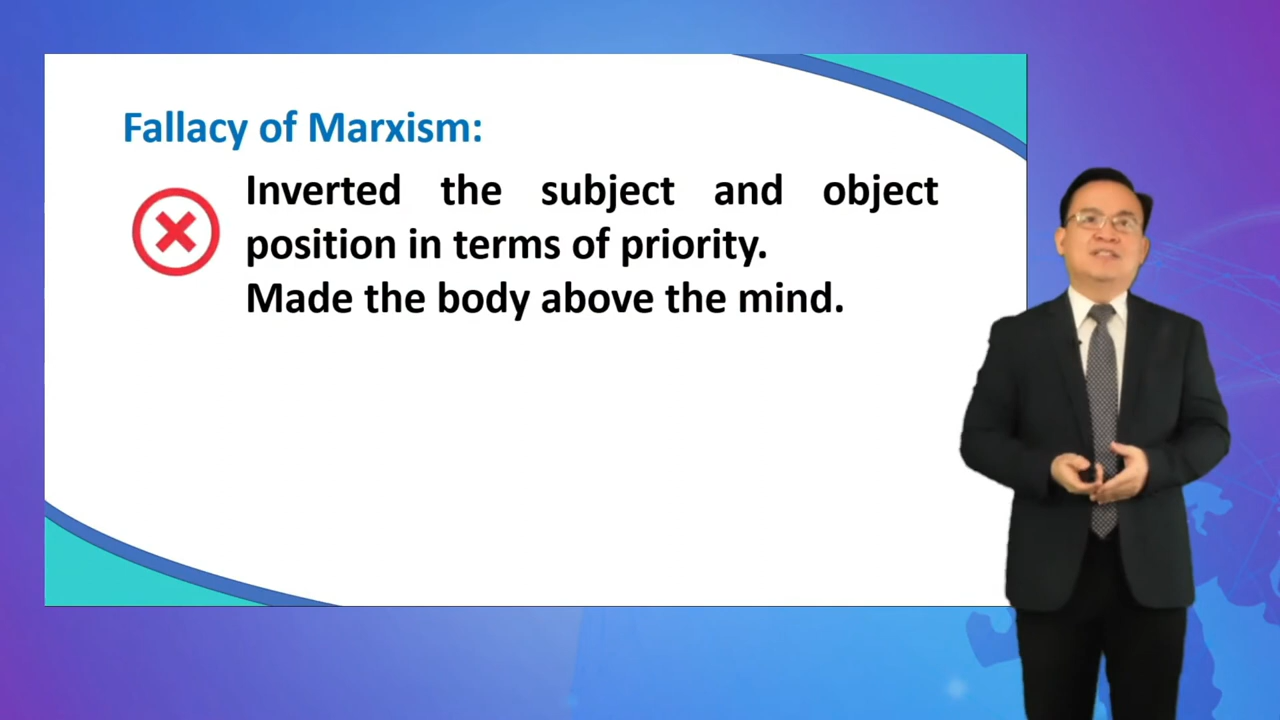 Fallacy of Marxism:
Inverted the subject and object
position in terms of priority.
Made the body above the mind.